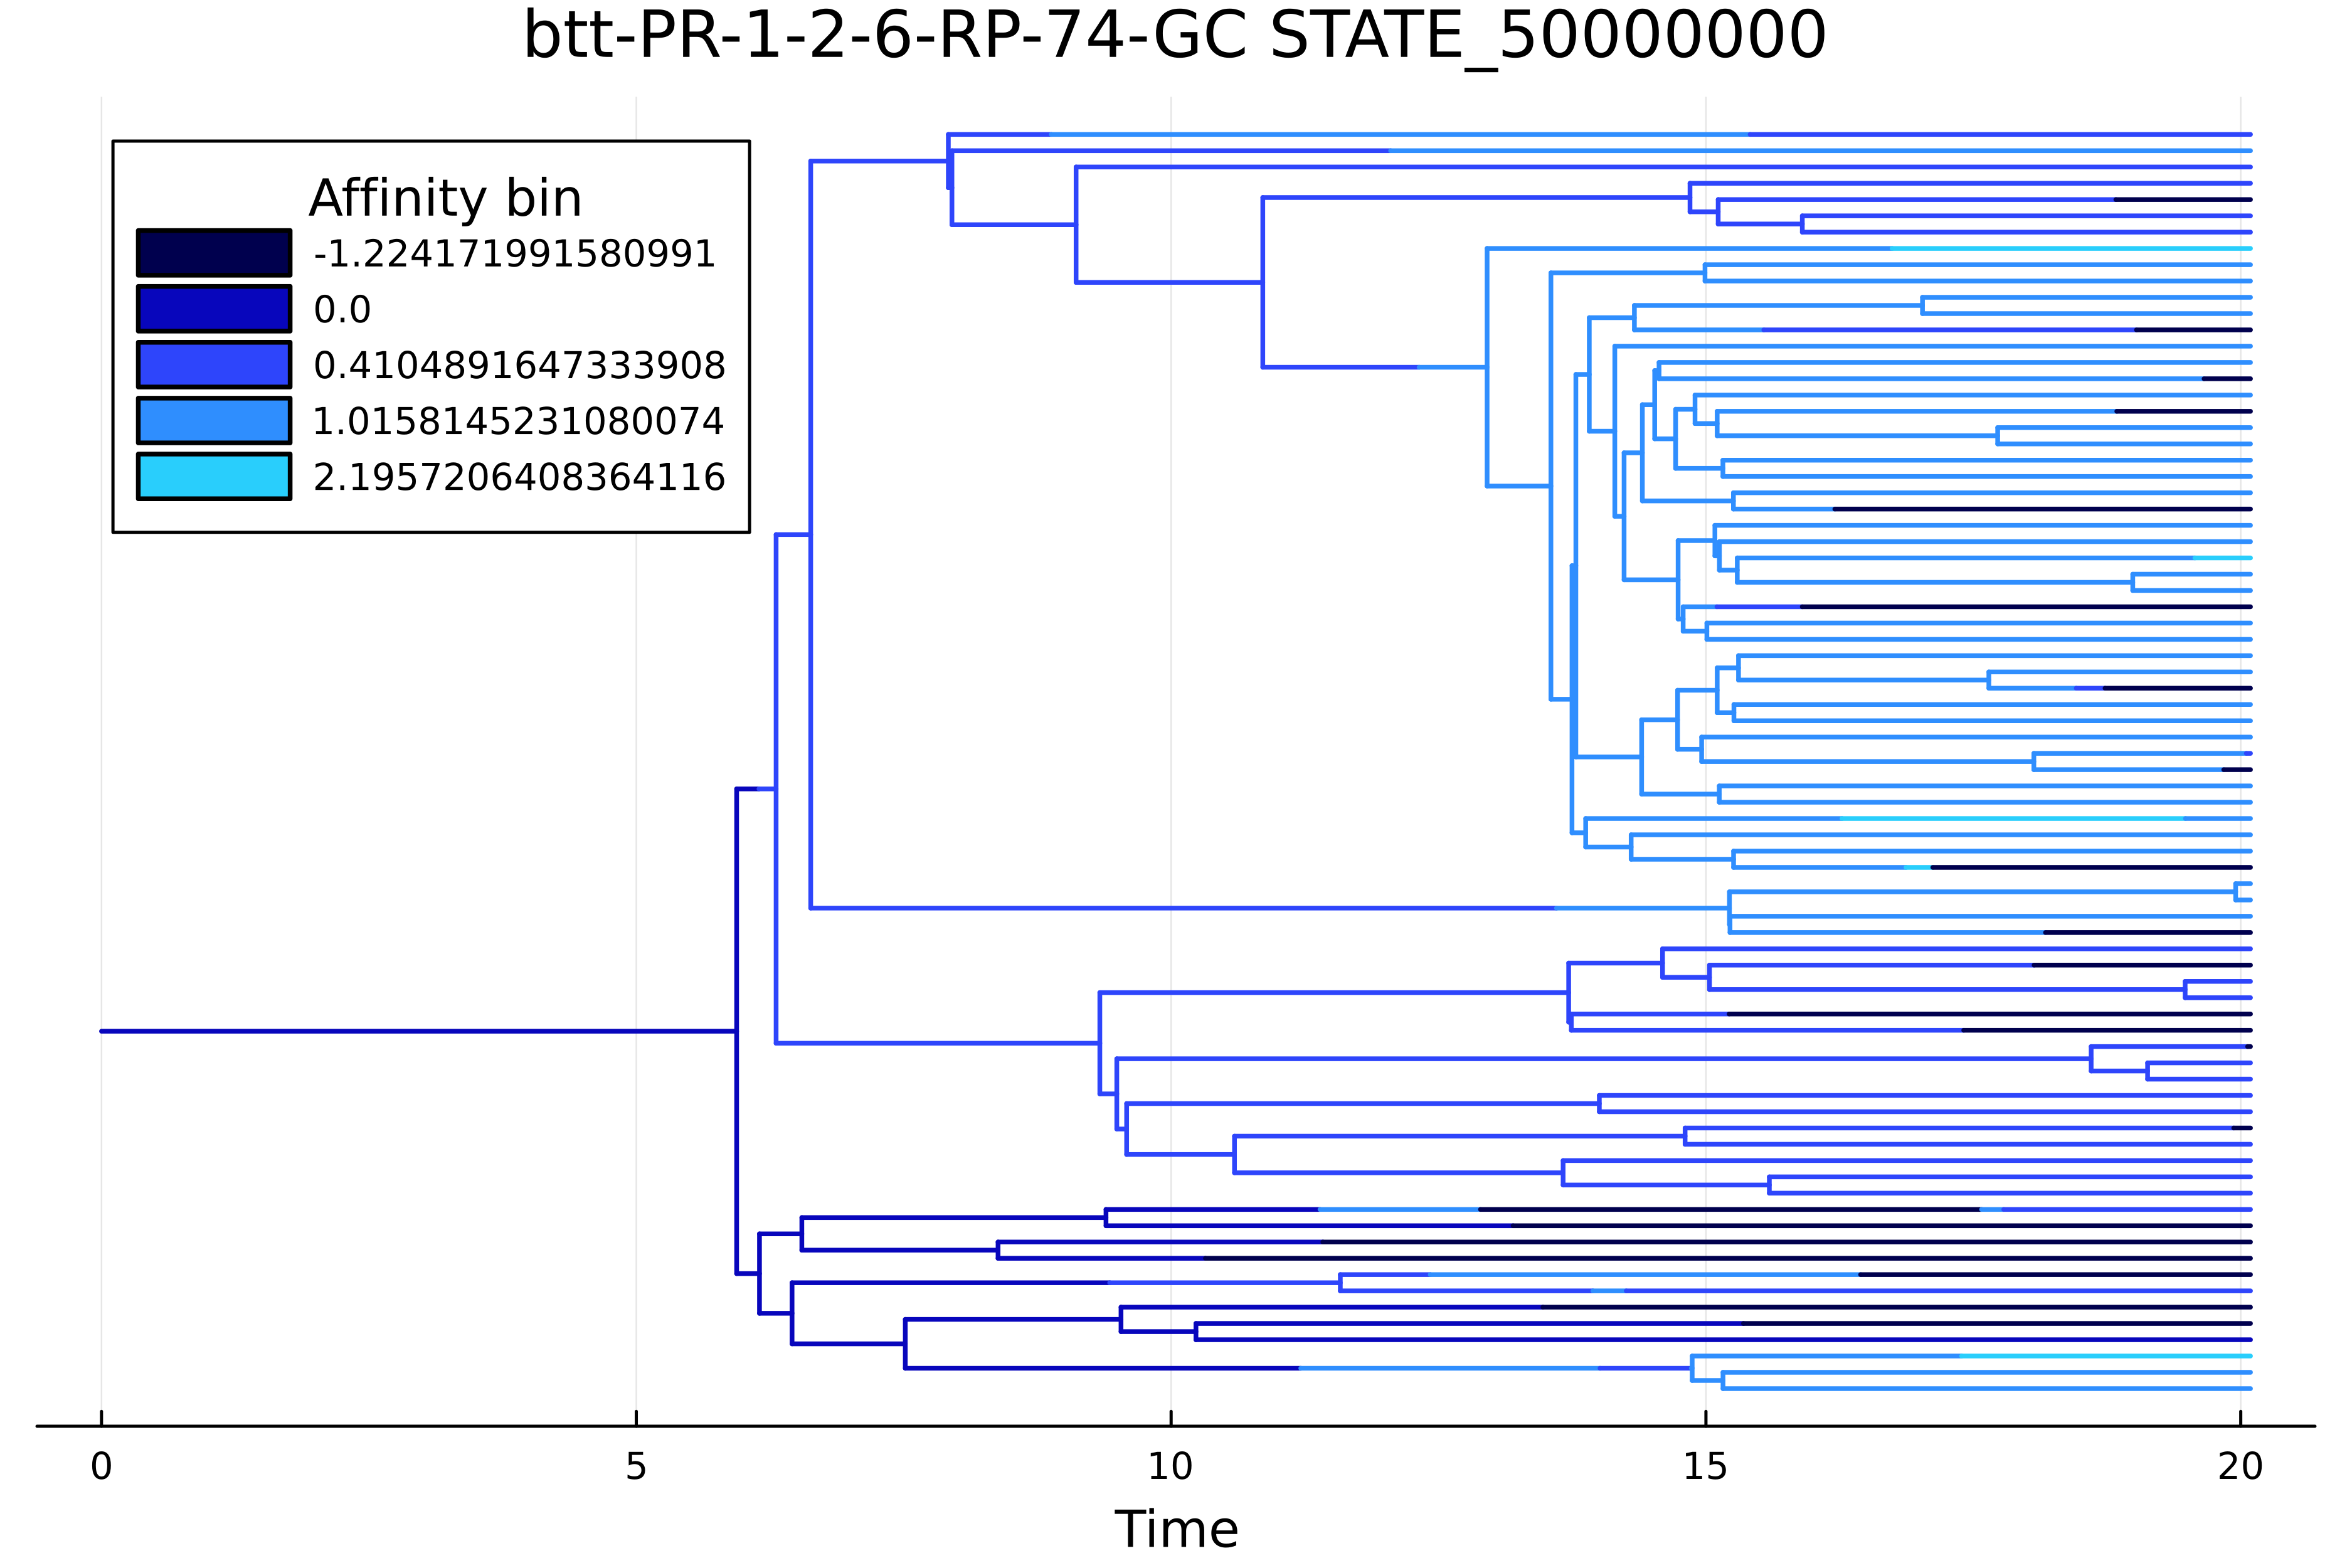 btt-PR-1-2-6-RP-74-GC STATE_50000000
Affinity bin
-1.224171991580991
0.0
0.4104891647333908
1.0158145231080074
2.1957206408364116
0 5 10 15 20
Time